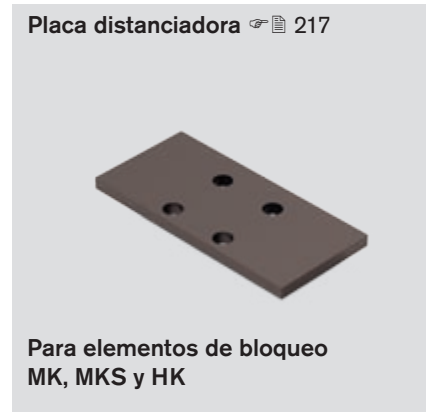 Placa distanciadora ☞🗎 217
Para elementos de bloqueo
MK, MKS y HK